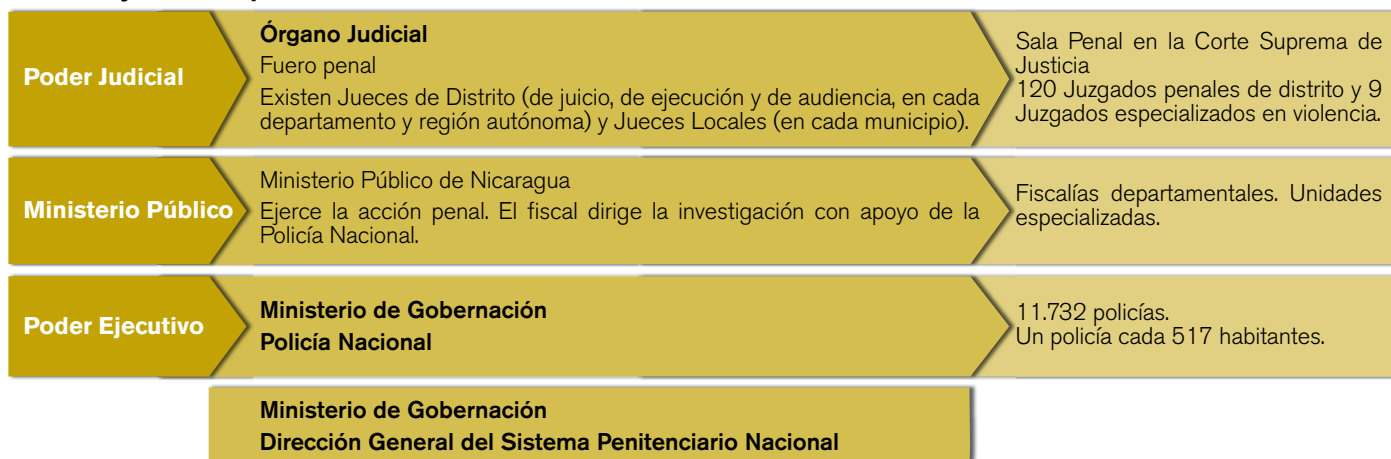 Poder Judicial
Órgano Judicial
Fuero penal
Existen Jueces de Distrito (de juicio, de ejecución y de audiencia, en cada
departamento y región autónoma) y Jueces Locales (en cada municipio).
Sala Penal en la Corte Suprema de
Justicia
120 Juzgados penales de distrito y 9
Juzgados especializados en violencia.
Ministerio Público
Ministerio Público de Nicaragua
Ejerce la acción penal. El fiscal dirige la investigación con apoyo de la
Policía Nacional.
Fiscalías departamentales. Unidades
especializadas.
Poder Ejecutivo
Ministerio de Gobernación
Policía Nacional
11.732 policías.
Un policía cada 517 habitantes.
Ministerio de Gobernación
Dirección General del Sistema Penitenciario Nacional